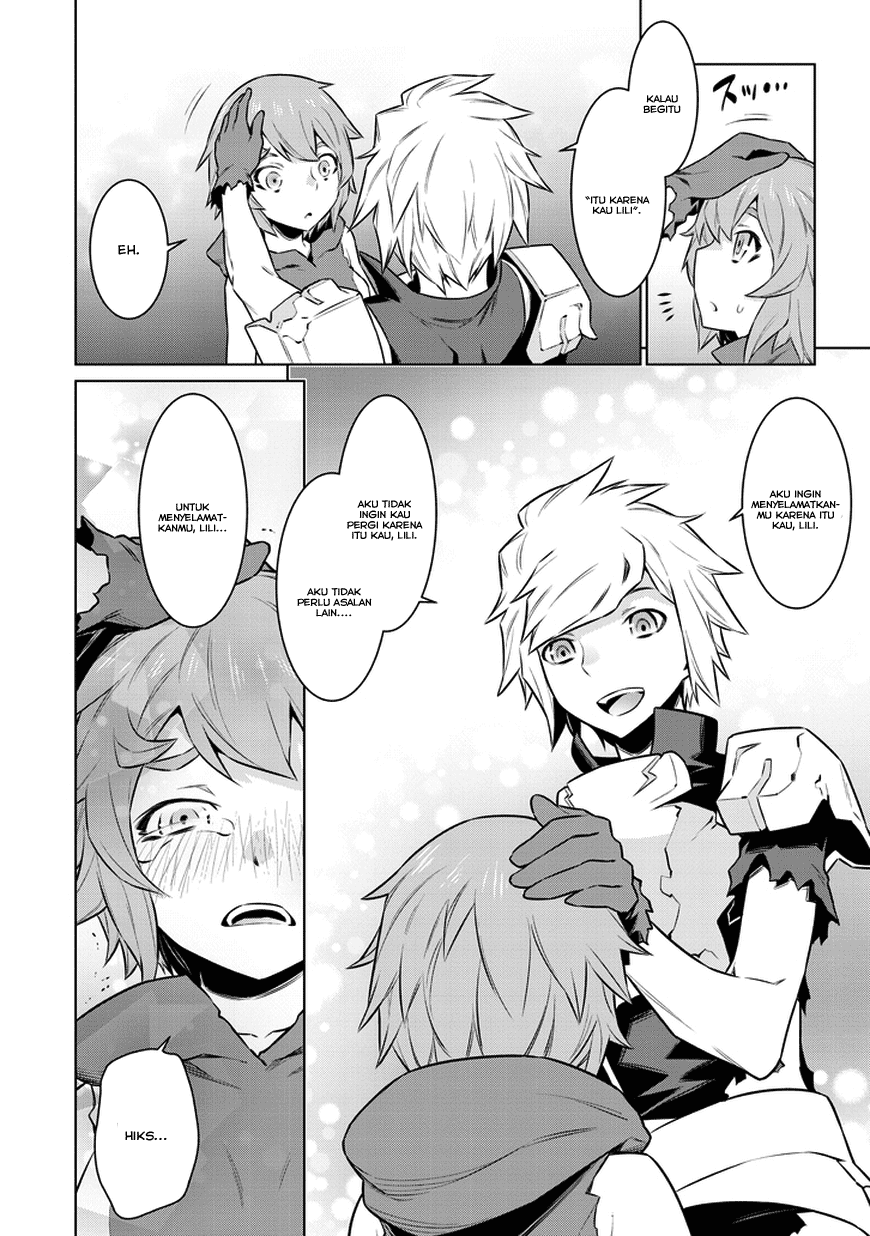 スッ・・・
KALAU
BEGITU
"ITU KARENA
KAU LILI".
EH.
AKU INGIN
MENYELAMATKAN-
MU KARENA ITU
KAU, LILI.
AKU TIDAK
INGIN KAU
PERGI KARENA
ITU KAU, LILI.
AKU TIDAK
PERLU ASALAN
LAIN....
UNTUK
MENYELAMAT-
KANMU, LILI...
HIKS...